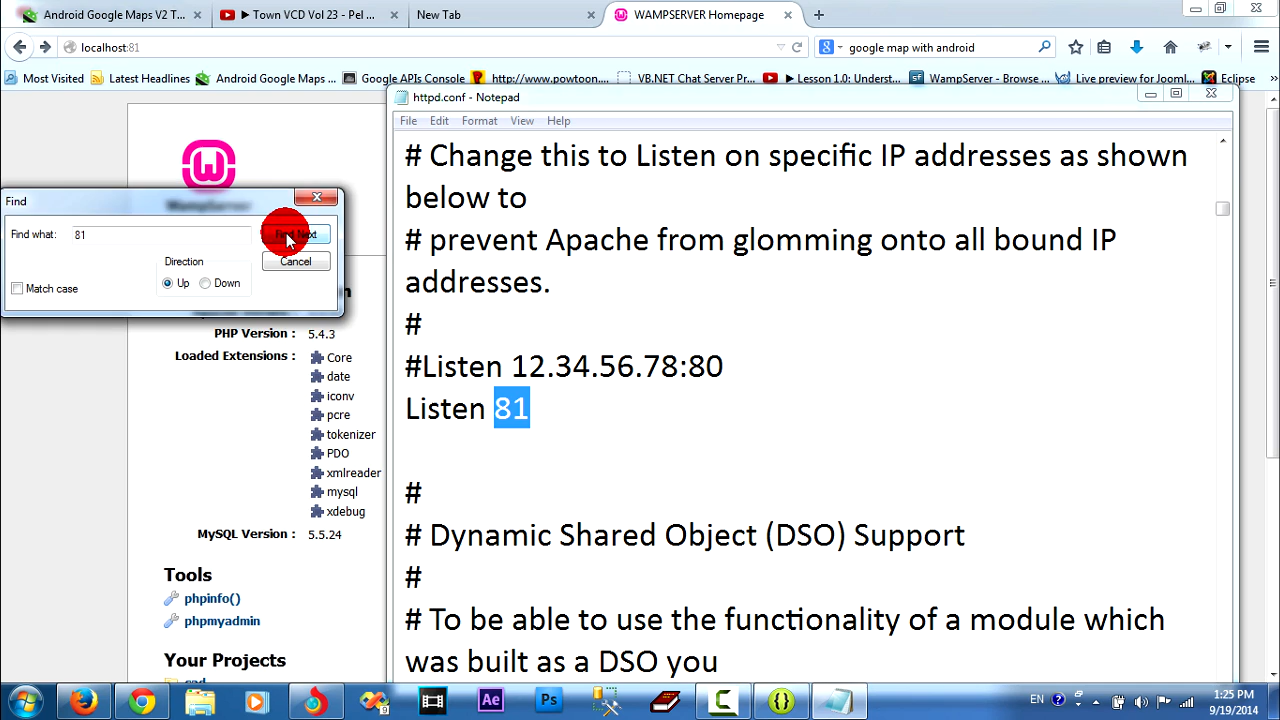 Android Google Maps V2 T...
Town VCD Vol 23 - Pel ...
New Tab
WAMPSERVER Homepage
localhost:81
google map with android
Most Visited
Latest Headlines
Android Google Maps ...
Google APIs Console
http://www.powtoon....
VB.NET Chat Server Pr...
Lesson 1.0: Underst...
WampServer - Browse ...
Live preview for Jooml...
Eclipse
httpd.conf - Notepad
File Edit Format View Help
# Change this to Listen on specific IP addresses as shown
below to
# prevent Apache from glomming onto all bound IP
addresses.
#
#Listen 12.34.56.78:80
Listen 81
#
# Dynamic Shared Object (DSO) Support
#
# To be able to use the functionality of a module which
was built as a DSO you
Find
Find what: 81
Find Next
Direction
Cancel
Up Down
Match case
PHP Version : 5.4.3
Loaded Extensions : Core
date
iconv
pcre
tokenizer
PDO
xmlreader
mysql
xdebug
MySQL Version : 5.5.24
Tools
phpinfo()
phpmyadmin
Your Projects
EN
1:25 PM
9/19/2014